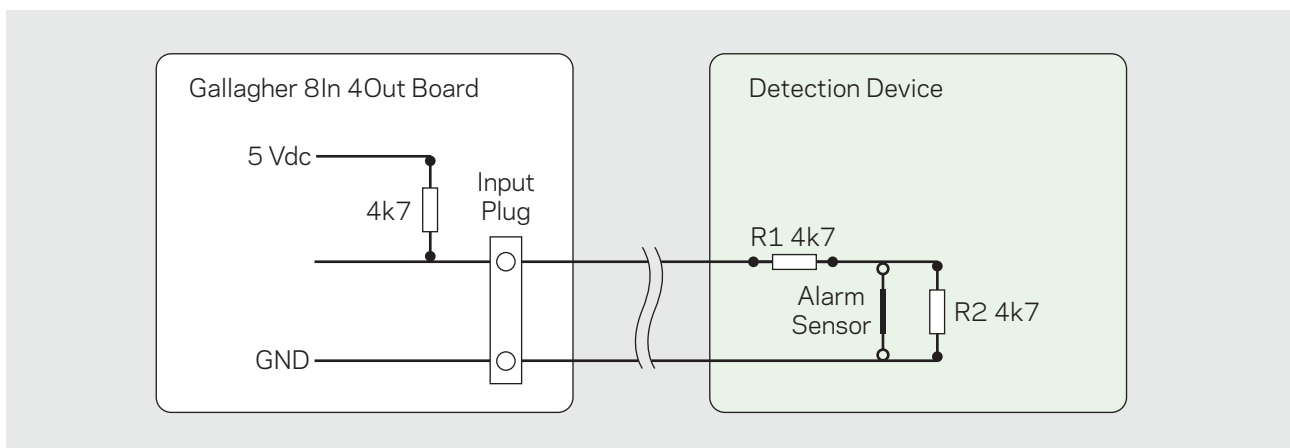 Gallagher 8In 4Out Board
Detection Device
5 Vdc
Input
Plug
4k7
R1 4k7
Alarm
Sensor
R2 4k7
GND